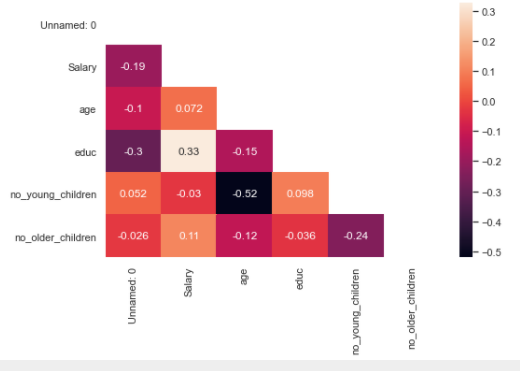 Unnamed: 0
Salary
-0.19
age
-0.1 0.072
educ
-0.3 0.33 -0.15
no_young_children
0.052 -0.03 -0.52 0.098
no_older_children
-0.026 0.11 -0.12 -0.036 -0.24
Unnamed: 0
Salary
age
educ
no_young_children
no_older_children
0.3
0.2
0.1
0.0
-0.1
-0.2
-0.3
-0.4
-0.5